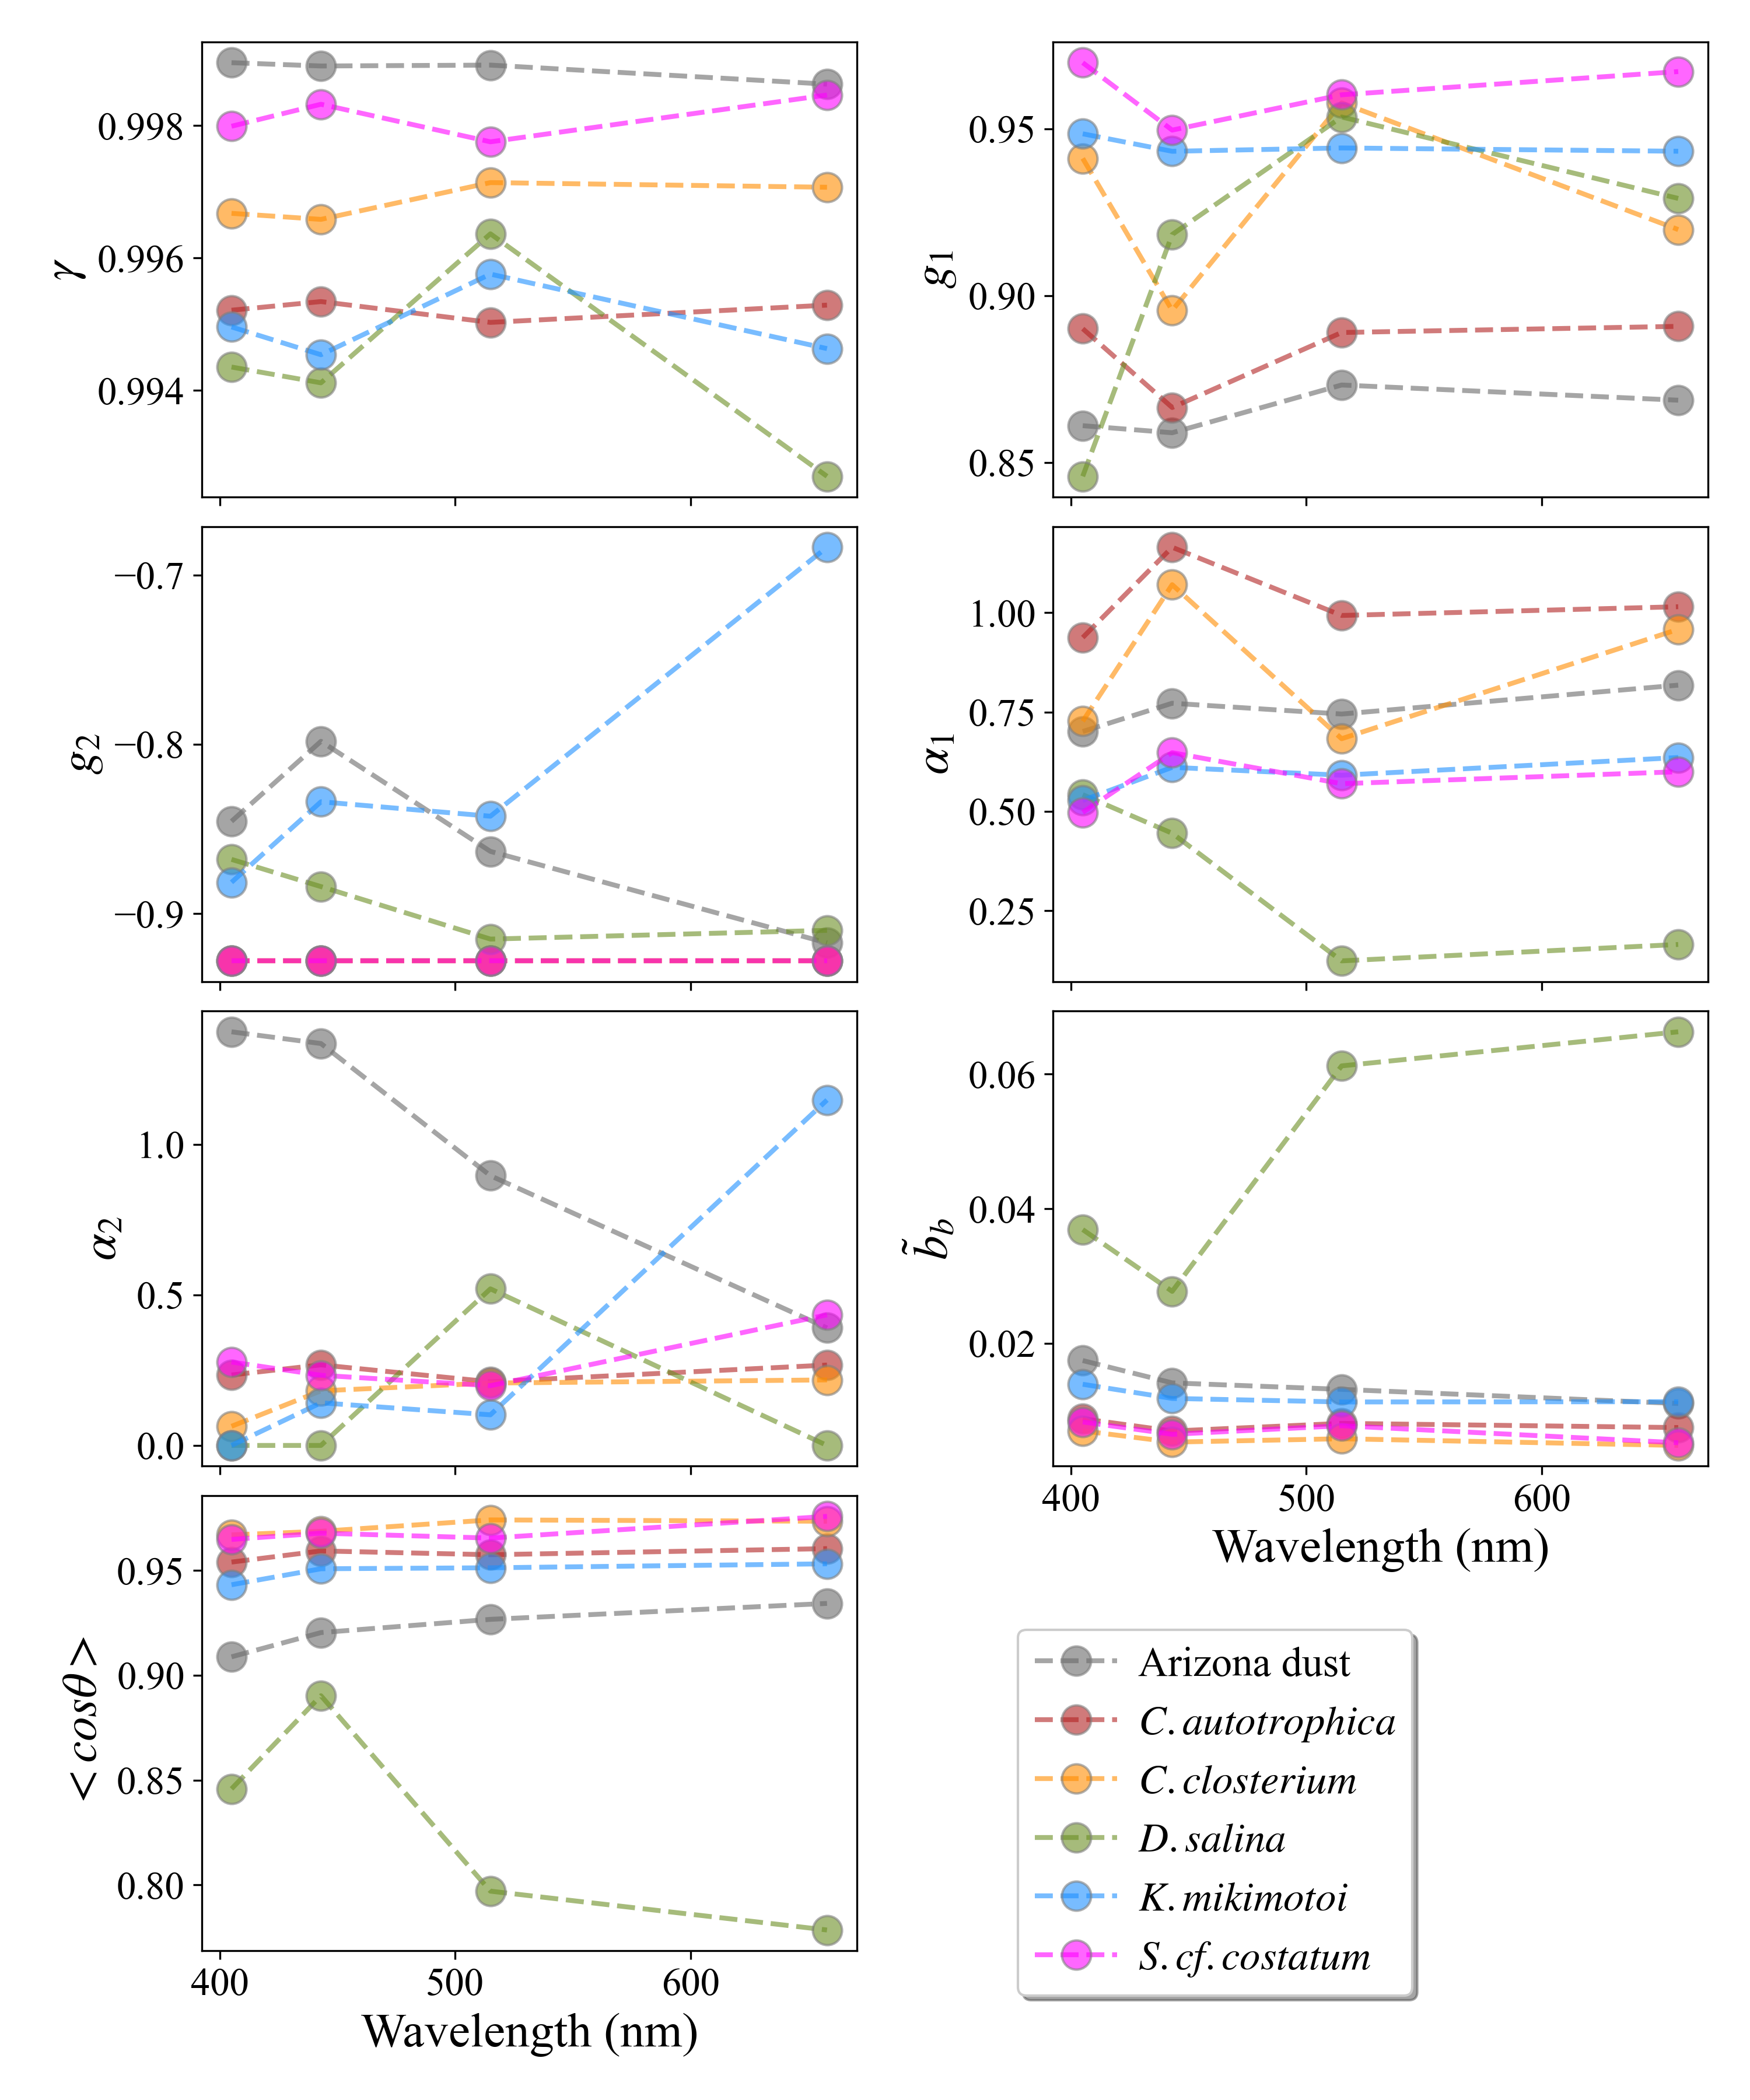 0.998
0.996
0.994
γ
0.95
0.90
0.85
g1
−0.7
−0.8
−0.9
g2
1.00
0.75
0.50
0.25
α1
1.0
0.5
0.0
α2
0.06
0.04
0.02
b̃b
400 500 600
Wavelength (nm)
0.95
0.90
0.85
0.80
< cosθ >
400 500 600
Wavelength (nm)
Arizona dust
C. autotrophica
C. closterium
D. salina
K. mikimotoi
S. cf. costatum